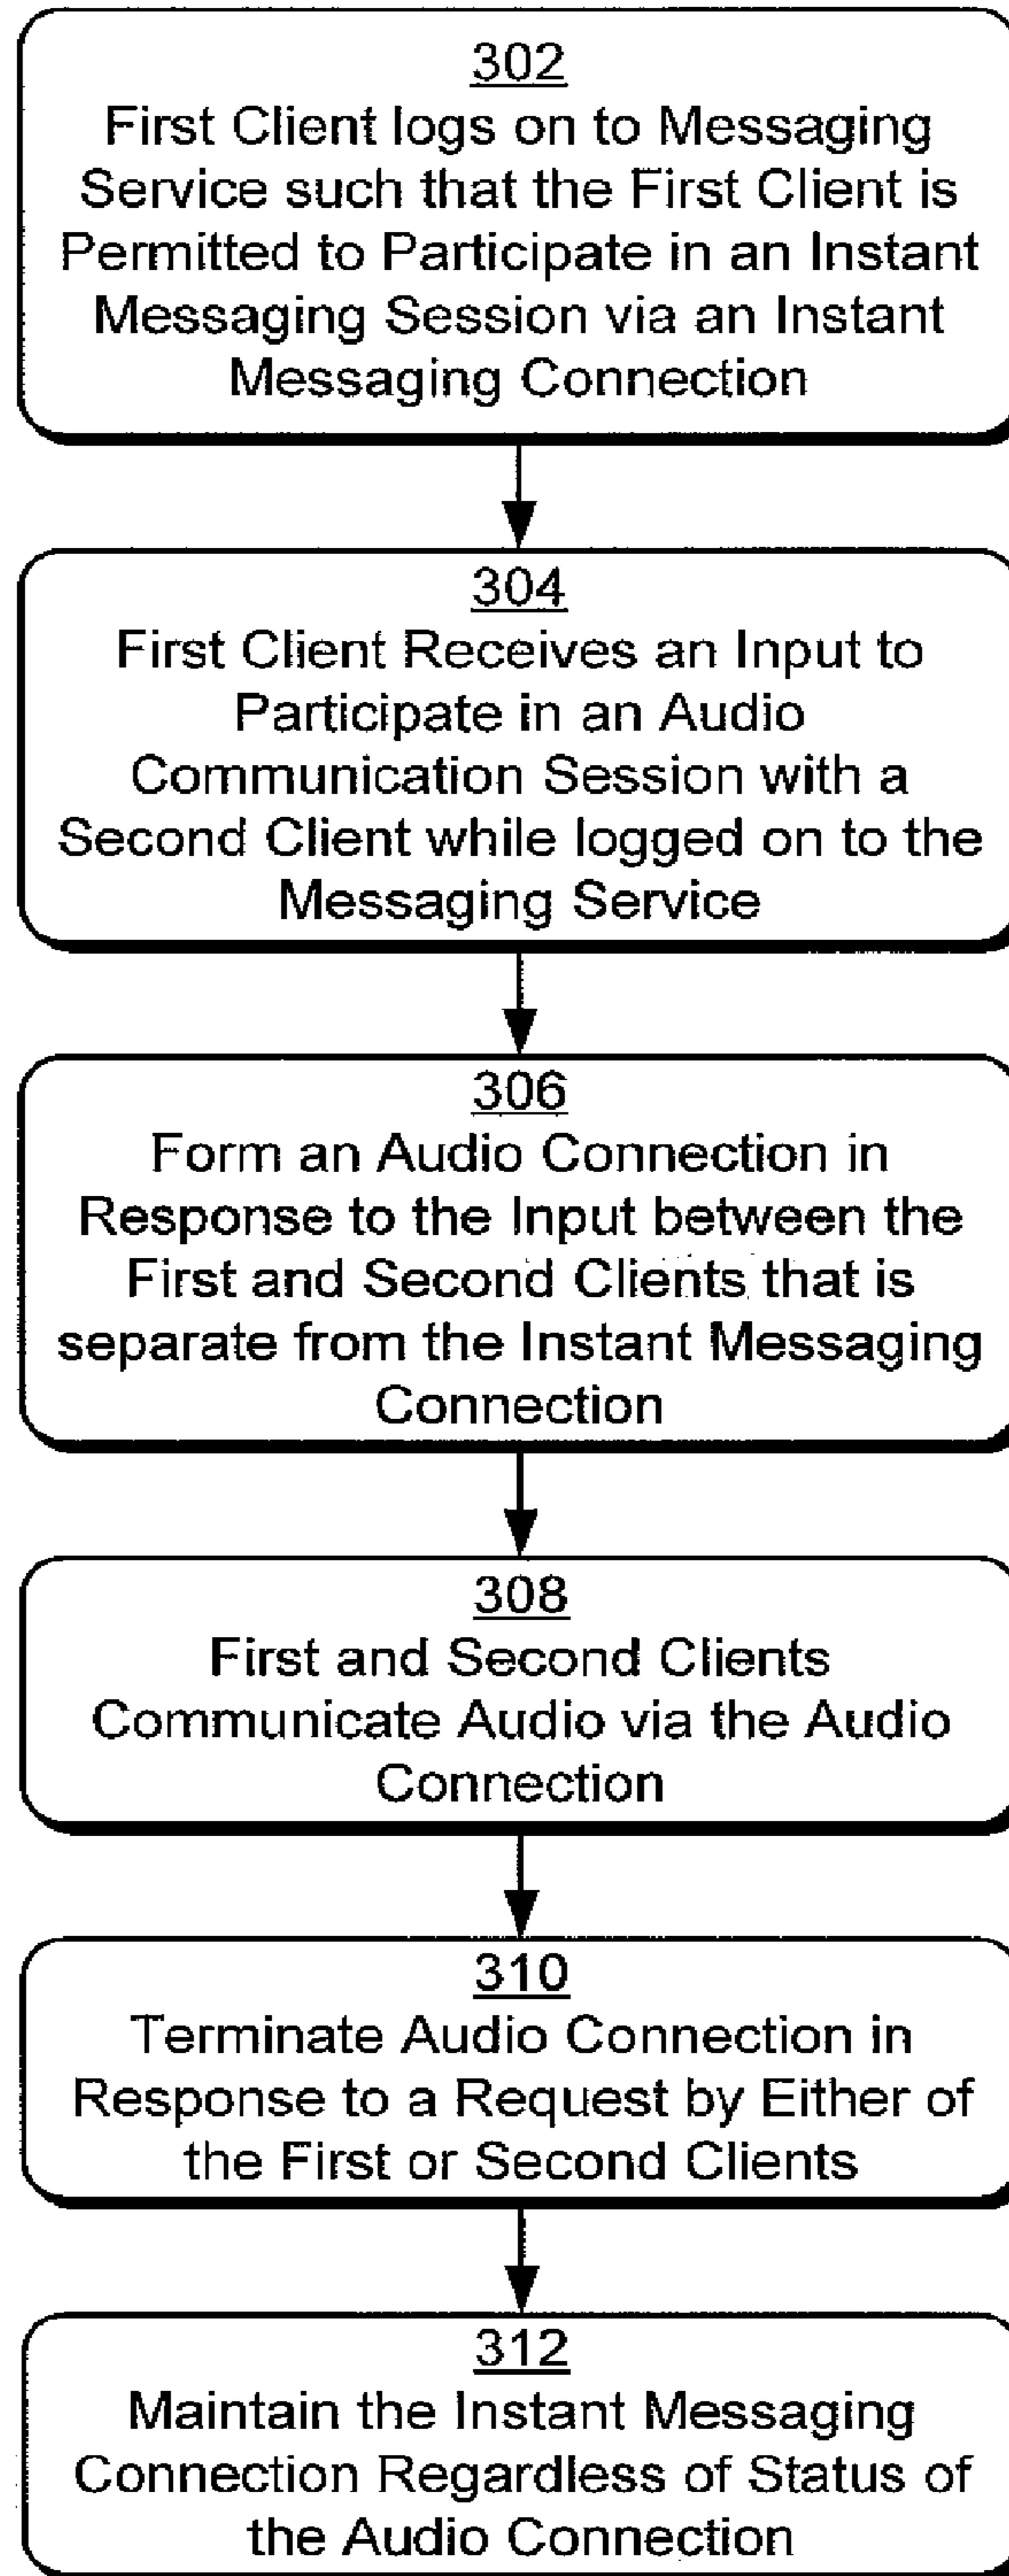 302
First Client logs on to Messaging
Service such that the First Client is
Permitted to Participate in an Instant
Messaging Session via an Instant
Messaging Connection
304
First Client Receives an Input to
Participate in an Audio
Communication Session with a
Second Client while logged on to the
Messaging Service
306
Form an Audio Connection in
Response to the Input between the
First and Second Clients that is
separate from the Instant Messaging
Connection
308
First and Second Clients
Communicate Audio via the Audio
Connection
310
Terminate Audio Connection in
Response to a Request by Either of
the First or Second Clients
312
Maintain the Instant Messaging
Connection Regardless of Status of
the Audio Connection